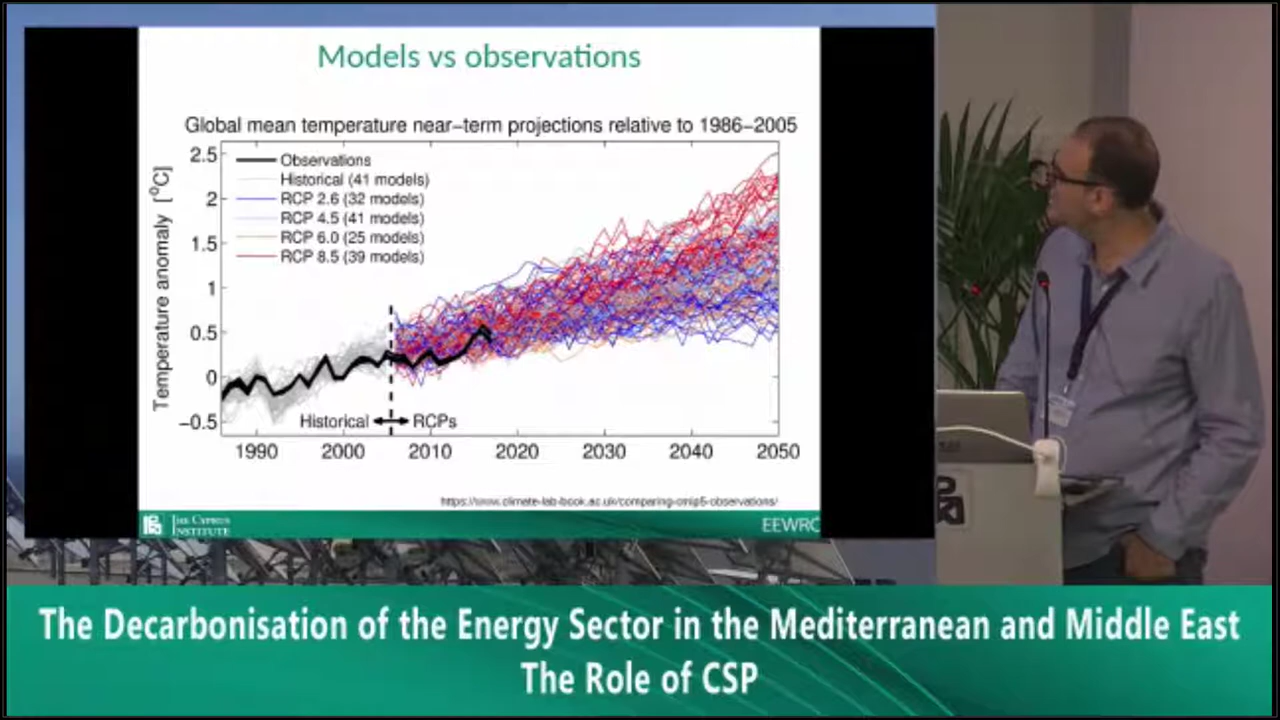 Models vs observations
Global mean temperature near-term projections relative to 1986-2005
Temperature anomaly [°C]
2.5
2
1.5
1
0.5
0
-0.5
Observations
Historical (41 models)
RCP 2.6 (32 models)
RCP 4.5 (41 models)
RCP 6.0 (25 models)
RCP 8.5 (39 models)
Historical RCPs
1990 2000 2010 2020 2030 2040 2050
https://www.climate-lab-book.ac.uk/comparing-cmip5-observations/
THE CYPRUS
INSTITUTE
EEWRC
The Decarbonisation of the Energy Sector in the Mediterranean and Middle East
The Role of CSP